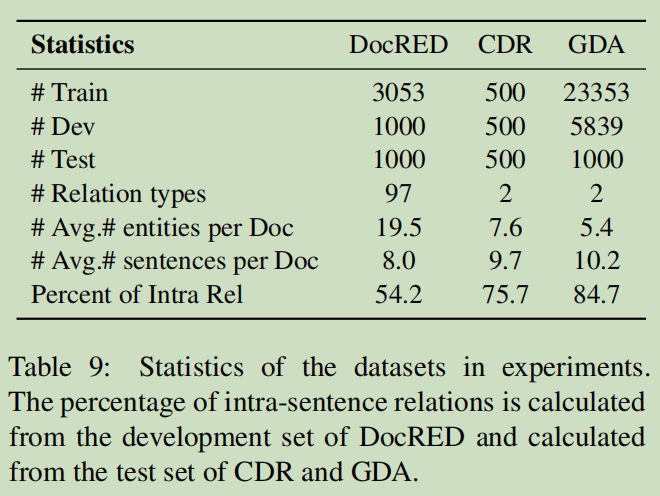 Statistics DocRED CDR GDA
# Train 3053 500 23353
# Dev 1000 500 5839
# Test 1000 500 1000
# Relation types 97 2 2
# Avg.# entities per Doc 19.5 7.6 5.4
# Avg.# sentences per Doc 8.0 9.7 10.2
Percent of Intra Rel 54.2 75.7 84.7
Table 9: Statistics of the datasets in experiments.
The percentage of intra-sentence relations is calculated
from the development set of DocRED and calculated
from the test set of CDR and GDA.